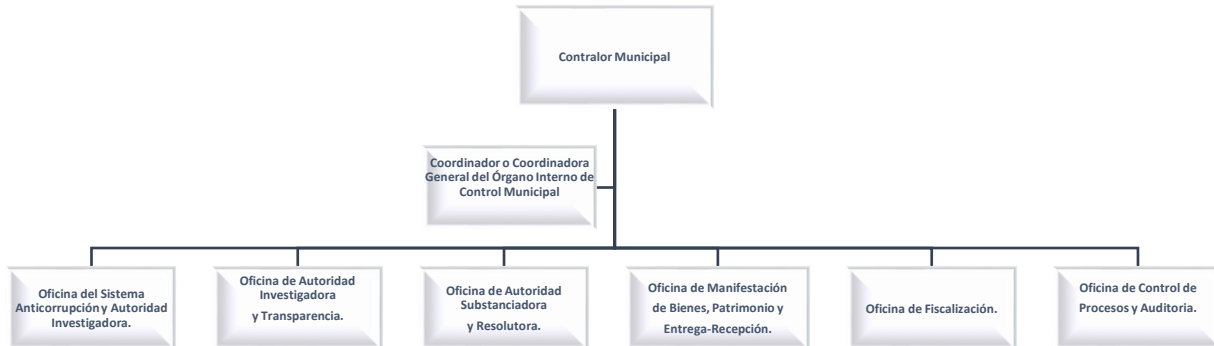 Contralor Municipal
Coordinador o Coordinadora
General del Órgano Interno de
Control Municipal
Oficina del Sistema
Anticorrupción y Autoridad
Investigadora.
Oficina de Autoridad
Investigadora
y Transparencia.
Oficina de Autoridad
Substanciadora
y Resolutora.
Oficina de Manifestación
de Bienes, Patrimonio y
Entrega-Recepción.
Oficina de Fiscalización.
Oficina de Control de
Procesos y Auditoria.